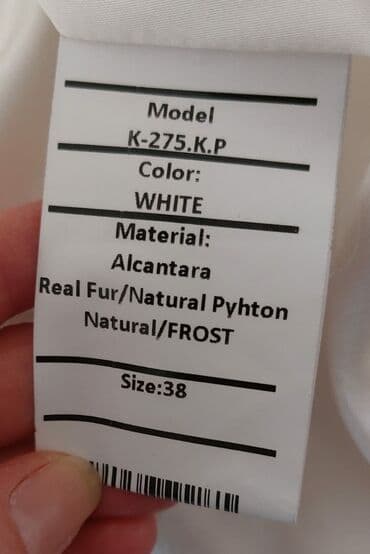 Model
K-275.K.P
Color:
WHITE
Material:
Alcantara
Real Fur/Natural Pyhton
Natural/FROST
Size:38